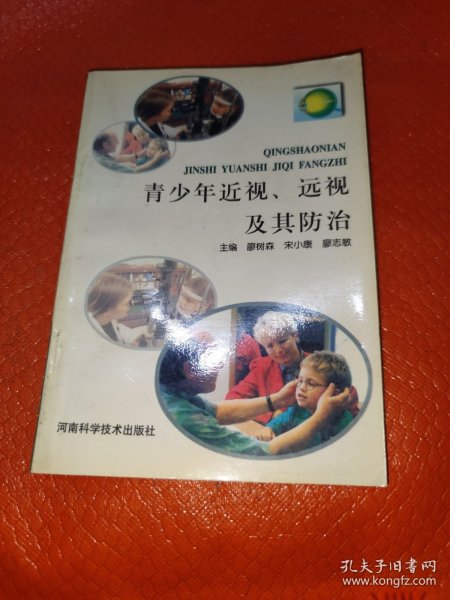 QINGSHAONIAN
JINSHI YUANSHI JIQI FANGZHI
青少年近视、远视
及其防治
主编 廖树森 宋小康 廖志敏
河南科学技术出版社
孔夫子旧书网
www.kongfz.com